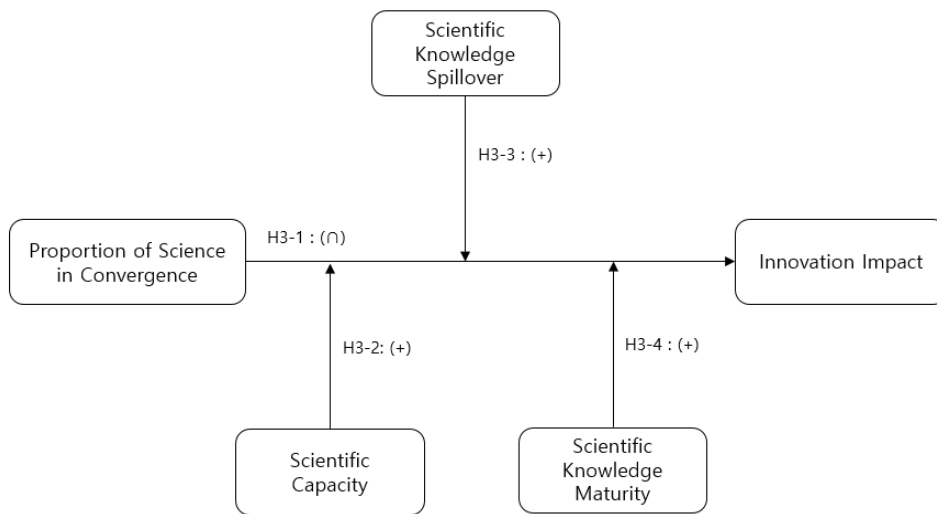 Scientific
Knowledge
Spillover
H3-3 : (+)
H3-1 : (∩)
Proportion of Science
in Convergence
Innovation Impact
H3-2: (+)
H3-4 : (+)
Scientific
Capacity
Scientific
Knowledge
Maturity